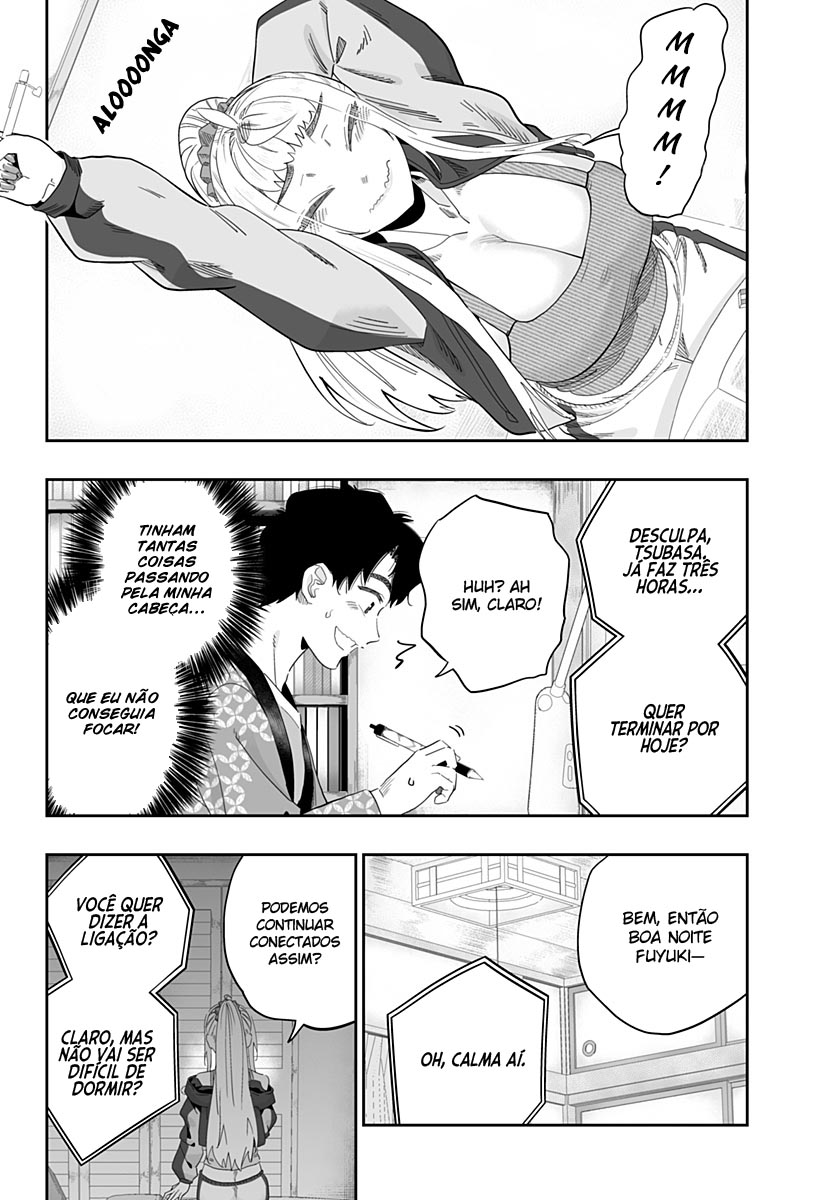 M
M
M
M
!
ALOOOONGA
DESCULPA,
TSUBASA.
JÁ FAZ TRÊS
HORAS...
QUER
TERMINAR POR
HOJE?
HUH? AH
SIM, CLARO!
TINHAM
TANTAS
COISAS
PASSANDO
PELA MINHA
CABEÇA...
QUE EU NÃO
CONSEGUIA
FOCAR!
BEM, ENTÃO
BOA NOITE
FUYUKI—
OH, CALMA AÍ.
PODEMOS
CONTINUAR
CONECTADOS
ASSIM?
VOCÊ QUER
DIZER A
LIGAÇÃO?
CLARO, MAS
NÃO VAI SER
DIFÍCIL DE
DORMIR?